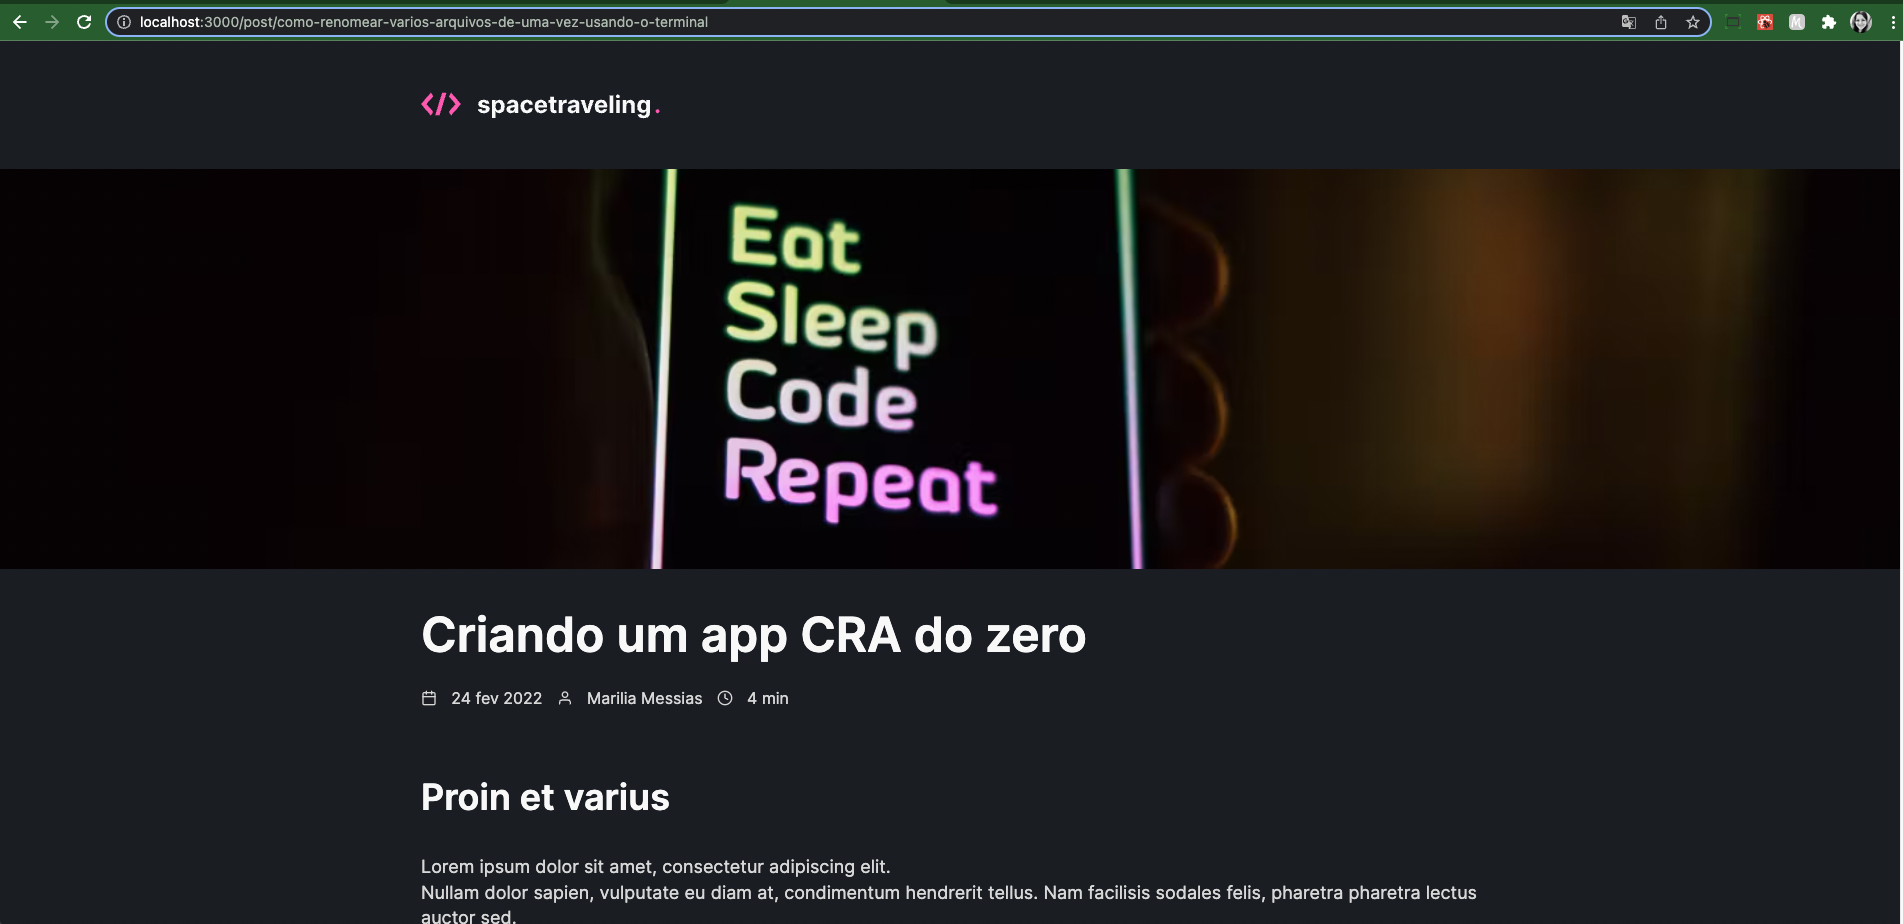 localhost:3000/post/como-renomear-varios-arquivos-de-uma-vez-usando-o-terminal
</> spacetraveling.
Eat
Sleep
Code
Repeat
Criando um app CRA do zero
24 fev 2022 Marilia Messias 4 min
Proin et varius
Lorem ipsum dolor sit amet, consectetur adipiscing elit.
Nullam dolor sapien, vulputate eu diam at, condimentum hendrerit tellus. Nam facilisis sodales felis, pharetra pharetra lectus
auctor sed.